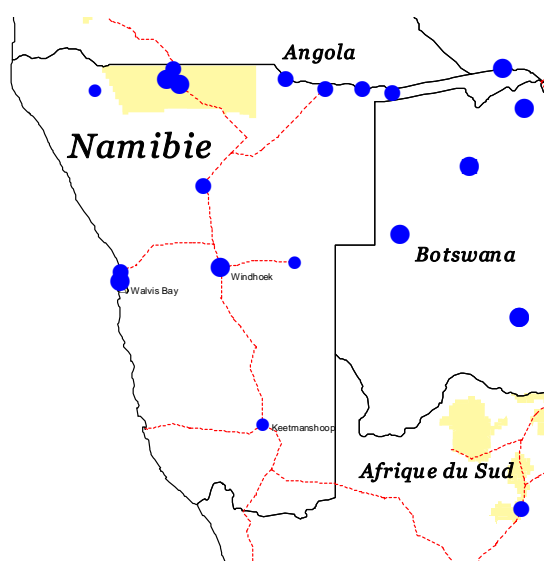 Angola
Namibie
Botswana
Windhoek
Walvis Bay
Keetmanshoop
Afrique du Sud